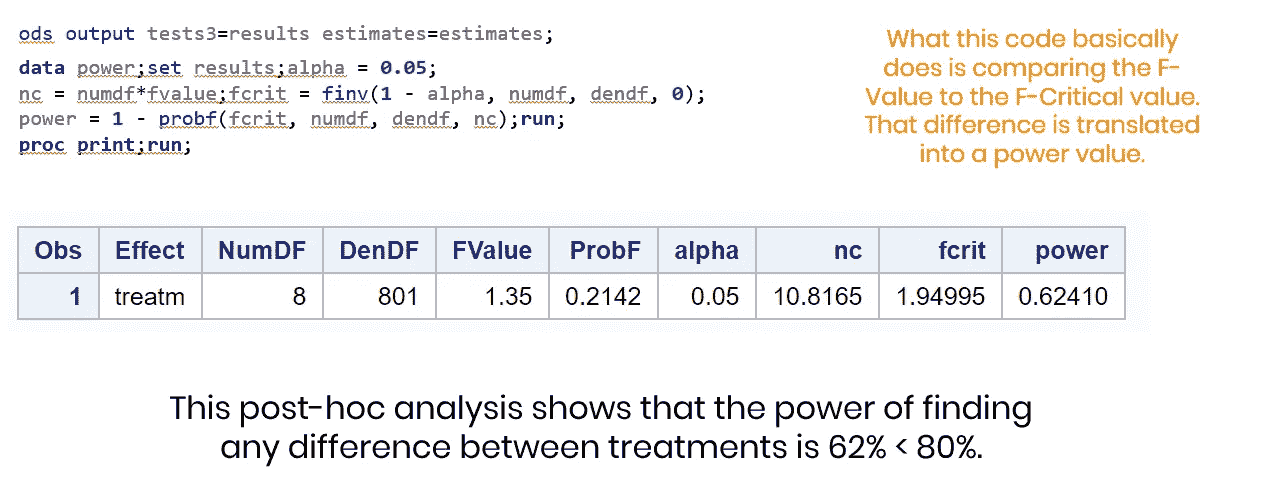 ods output tests3=results estimates=estimates;
data power;set results;alpha = 0.05;
nc = numdf*fvalue;fcrit = finv(1 - alpha, numdf, dendf, 0);
power = 1 - probf(fcrit, numdf, dendf, nc);run;
proc print;run;
What this code basically
does is comparing the F-
Value to the F-Critical value.
That difference is translated
into a power value.
Obs Effect NumDF DenDF FValue ProbF alpha nc fcrit power
1 treatm 8 801 1.35 0.2142 0.05 10.8165 1.94995 0.62410
This post-hoc analysis shows that the power of finding
any difference between treatments is 62% < 80%.